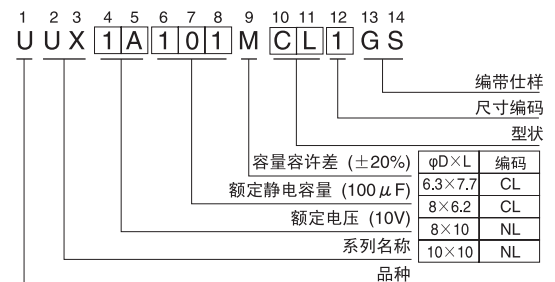 1 2 3 4 5 6 7 8 9 10 11 12 13 14
U U X 1 A 1 0 1 M C L 1 G S
编带仕样
尺寸编码
型状
容量容许差 (±20%)
额定静电容量 (100μF)
额定电压 (10V)
系列名称
品种
φD×L 编码
6.3×7.7 CL
8×6.2 CL
8×10 NL
10×10 NL